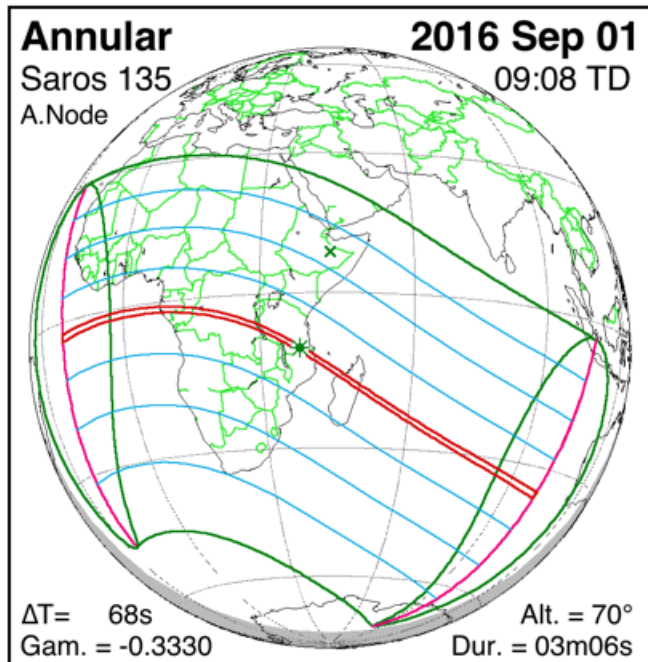 Annular 2016 Sep 01
Saros 135 09:08 TD
A.Node
ΔT= 68s Alt. = 70°
Gam. = -0.3330 Dur. = 03m06s